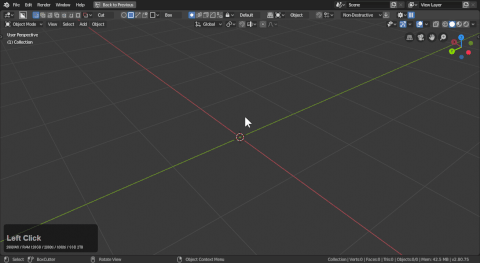 File Edit Render Window Help Back to Previous Scene View Layer
Cut Box Default Object Non-Destructive
Object Mode View Select Add Object Global
User Perspective
(1) Collection
Left Click
Select BoxCutter Rotate View Object Context Menu Collection | Verts:0 | Faces:0 | Tris:0 | Objects:0/0 | Mem: 42.5 MB | v2.80.75